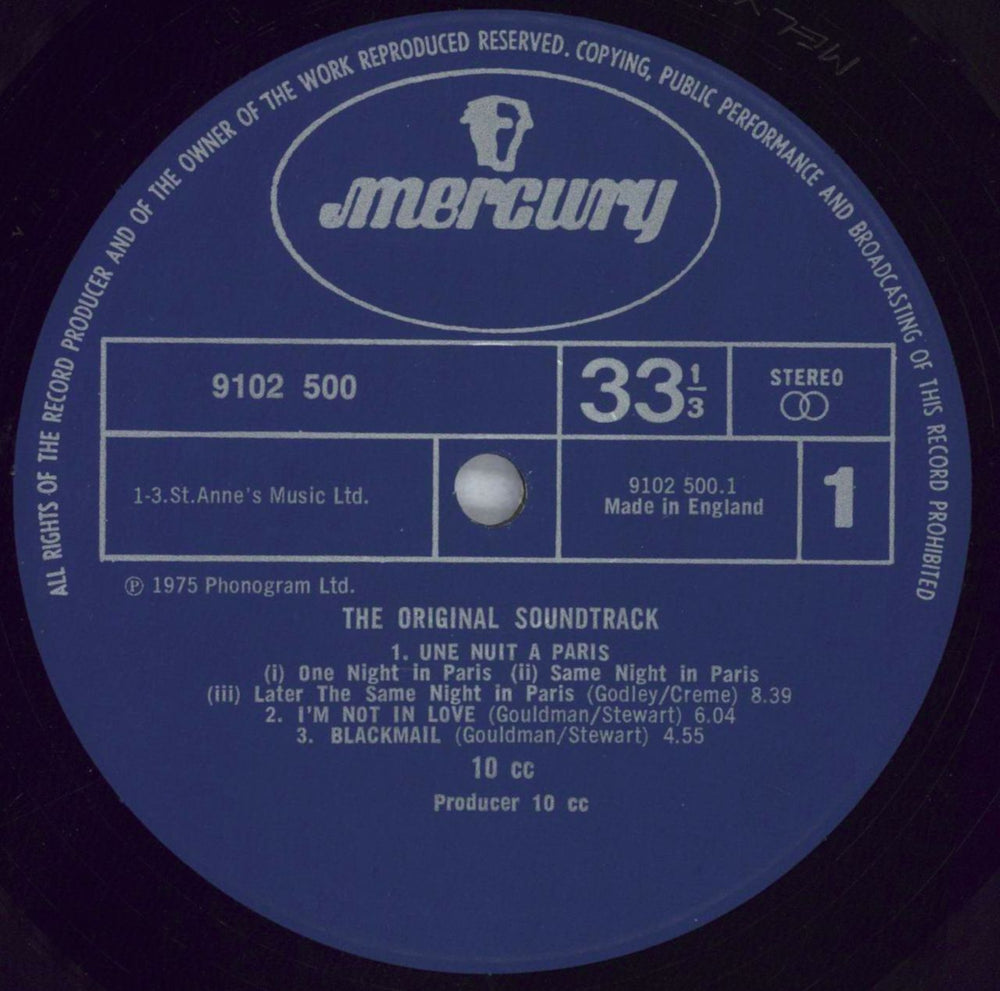 ALL RIGHTS OF THE RECORD PRODUCER AND OF THE OWNER OF THE WORK REPRODUCED RESERVED. COPYING, PUBLIC PERFORMANCE AND BROADCASTING OF THIS RECORD PROHIBITED
mercury
9102 500
33 1/3
STEREO
1-3.St.Anne's Music Ltd.
9102 500.1
Made in England
1
℗ 1975 Phonogram Ltd.
THE ORIGINAL SOUNDTRACK
1. UNE NUIT A PARIS
(i) One Night in Paris (ii) Same Night in Paris
(iii) Later The Same Night in Paris (Godley/Creme) 8.39
2. I'M NOT IN LOVE (Gouldman/Stewart) 6.04
3. BLACKMAIL (Gouldman/Stewart) 4.55
10 cc
Producer 10 cc